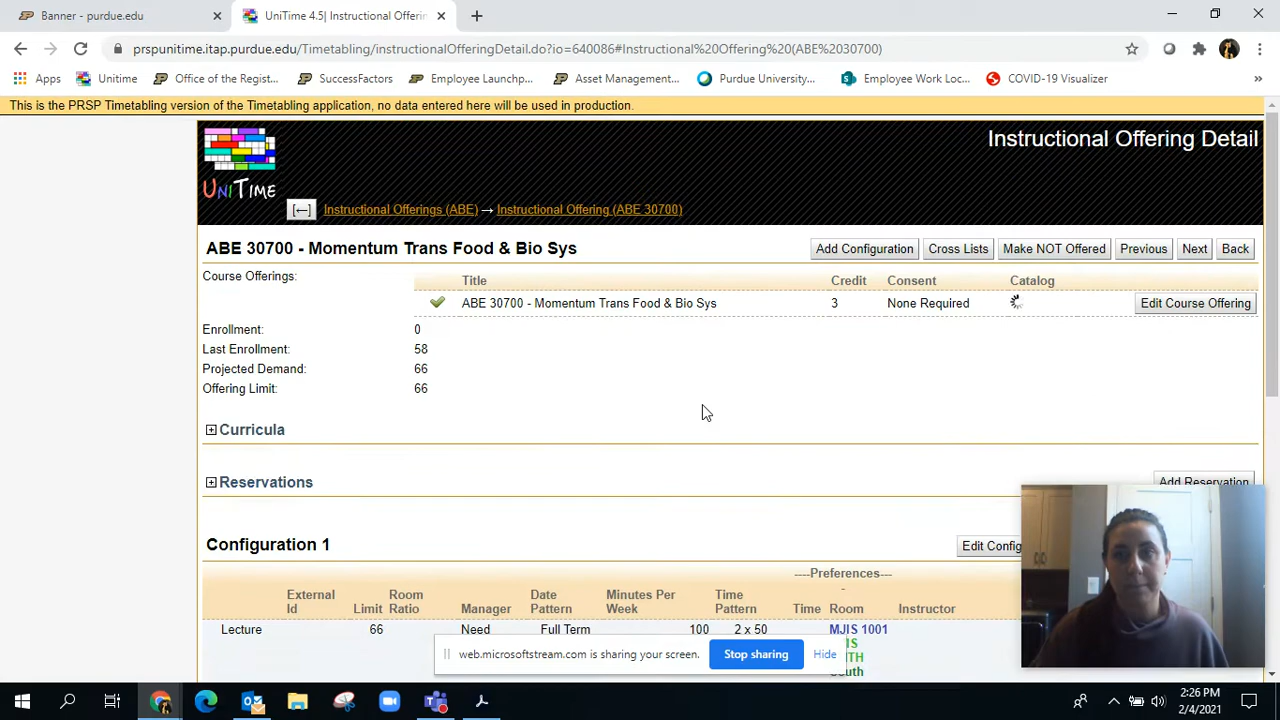 Banner - purdue.edu
UniTime 4.5| Instructional Offerin
prspunitime.itap.purdue.edu/Timetabling/instructionalOfferingDetail.do?io=640086#Instructional%20Offering%20(ABE%2030700)
Apps
Unitime
Office of the Regist...
SuccessFactors
Employee Launchp...
Asset Management...
Purdue University...
Employee Work Loc...
COVID-19 Visualizer
»
This is the PRSP Timetabling version of the Timetabling application, no data entered here will be used in production.
UNITIME
Instructional Offering Detail
[←] Instructional Offerings (ABE) → Instructional Offering (ABE 30700)
ABE 30700 - Momentum Trans Food & Bio Sys
Add Configuration
Cross Lists
Make NOT Offered
Previous
Next
Back
Course Offerings:
Title Credit Consent Catalog
ABE 30700 - Momentum Trans Food & Bio Sys 3 None Required Edit Course Offering
Enrollment: 0
Last Enrollment: 58
Projected Demand: 66
Offering Limit: 66
Curricula
Reservations
Add Reservation
Configuration 1
Edit Config
----Preferences---
-
External Room Date Minutes Per Time
Id Limit Ratio Manager Pattern Week Pattern Time Room Instructor
Lecture 66 Need Full Term 100 2 x 50 MJIS 1001
IS
TH
outh
web.microsoftstream.com is sharing your screen.
Stop sharing
Hide
2:26 PM
2/4/2021